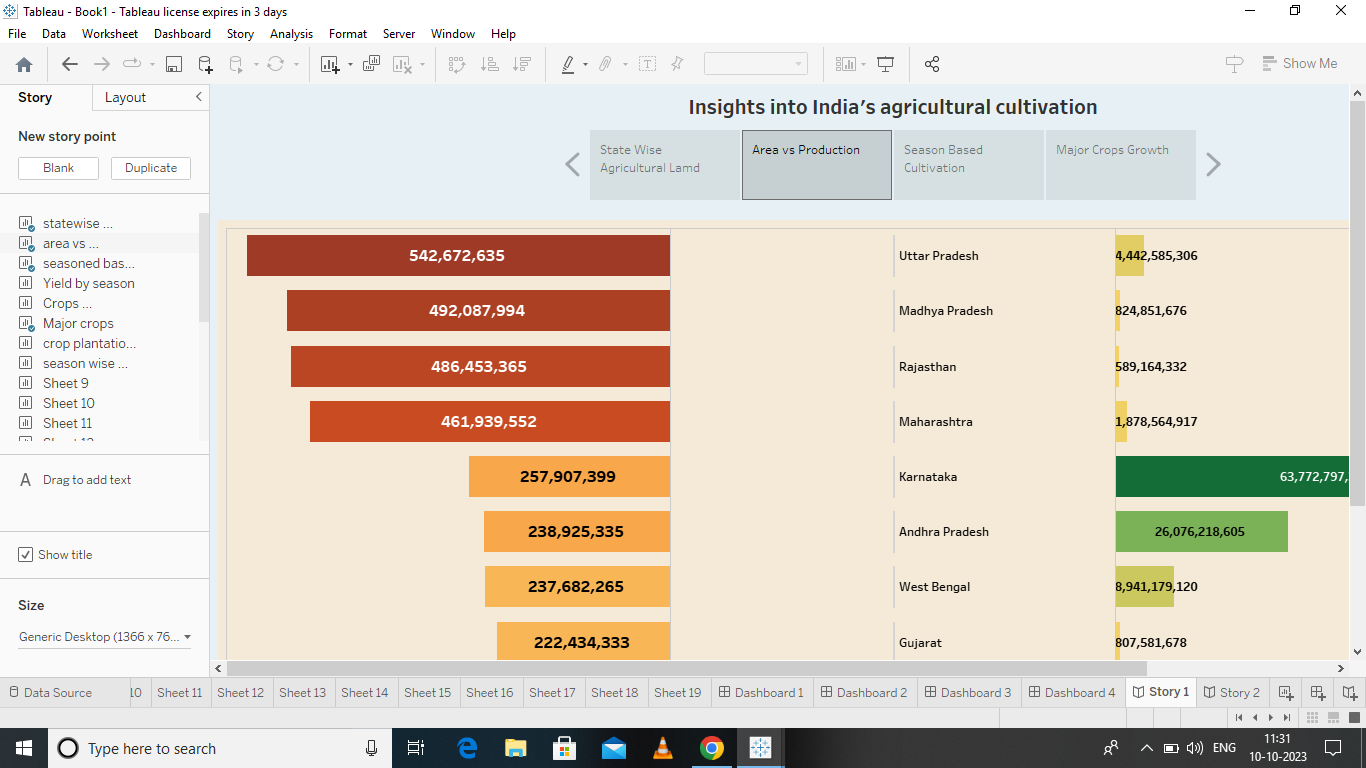 Tableau - Book1 - Tableau license expires in 3 days
File Data Worksheet Dashboard Story Analysis Format Server Window Help
Show Me
Story Layout
New story point
Blank Duplicate
statewise ...
area vs ...
seasoned bas...
Yield by season
Crops ...
Major crops
crop plantatio...
season wise ...
Sheet 9
Sheet 10
Sheet 11
A Drag to add text
Show title
Size
Generic Desktop (1366 x 76...
Insights into India's agricultural cultivation
State Wise
Agricultural Lamd
Area vs Production
Season Based
Cultivation
Major Crops Growth
542,672,635 Uttar Pradesh 4,442,585,306
492,087,994 Madhya Pradesh 824,851,676
486,453,365 Rajasthan 589,164,332
461,939,552 Maharashtra 1,878,564,917
257,907,399 Karnataka 63,772,797,
238,925,335 Andhra Pradesh 26,076,218,605
237,682,265 West Bengal 8,941,179,120
222,434,333 Gujarat 807,581,678
Data Source 10 Sheet 11 Sheet 12 Sheet 13 Sheet 14 Sheet 15 Sheet 16 Sheet 17 Sheet 18 Sheet 19 Dashboard 1 Dashboard 2 Dashboard 3 Dashboard 4 Story 1 Story 2
Type here to search
ENG
11:31
10-10-2023